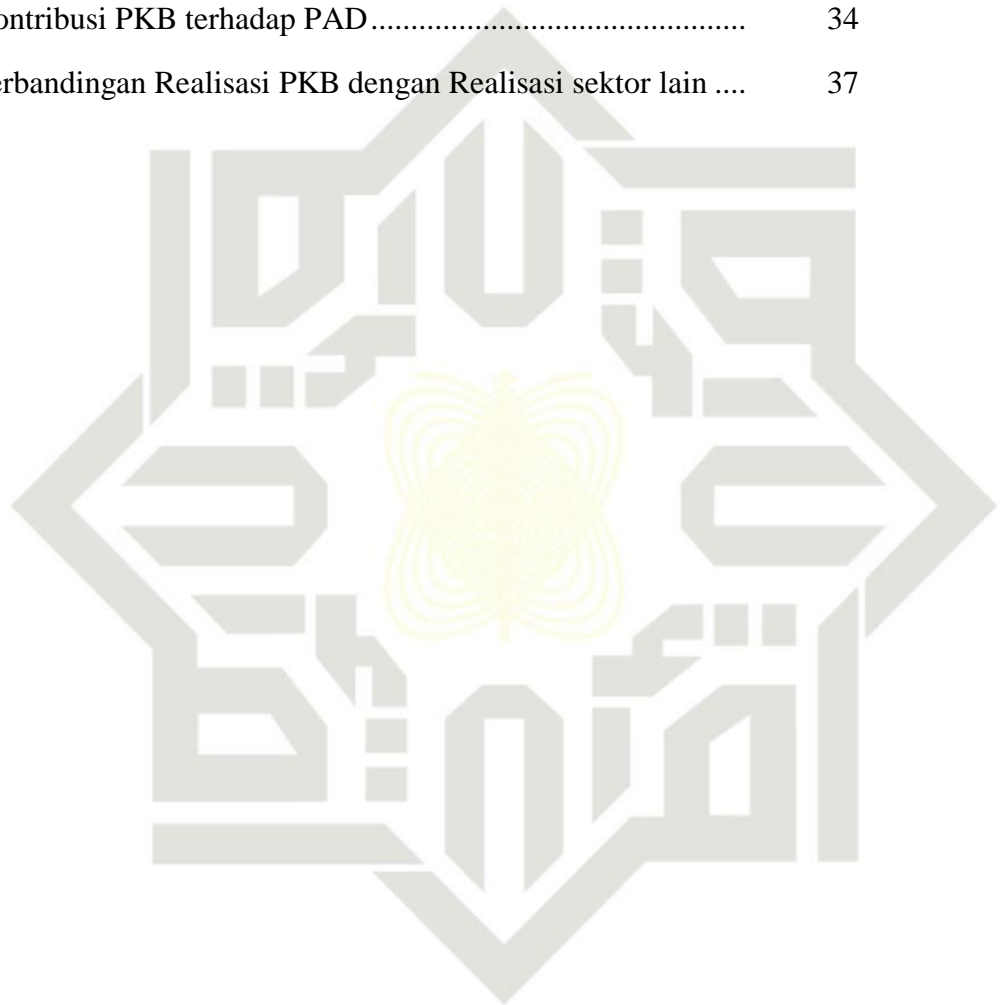 ontribusi PKB terhadap PAD............................................. 34
erbandingan Realisasi PKB dengan Realisasi sektor lain .... 37